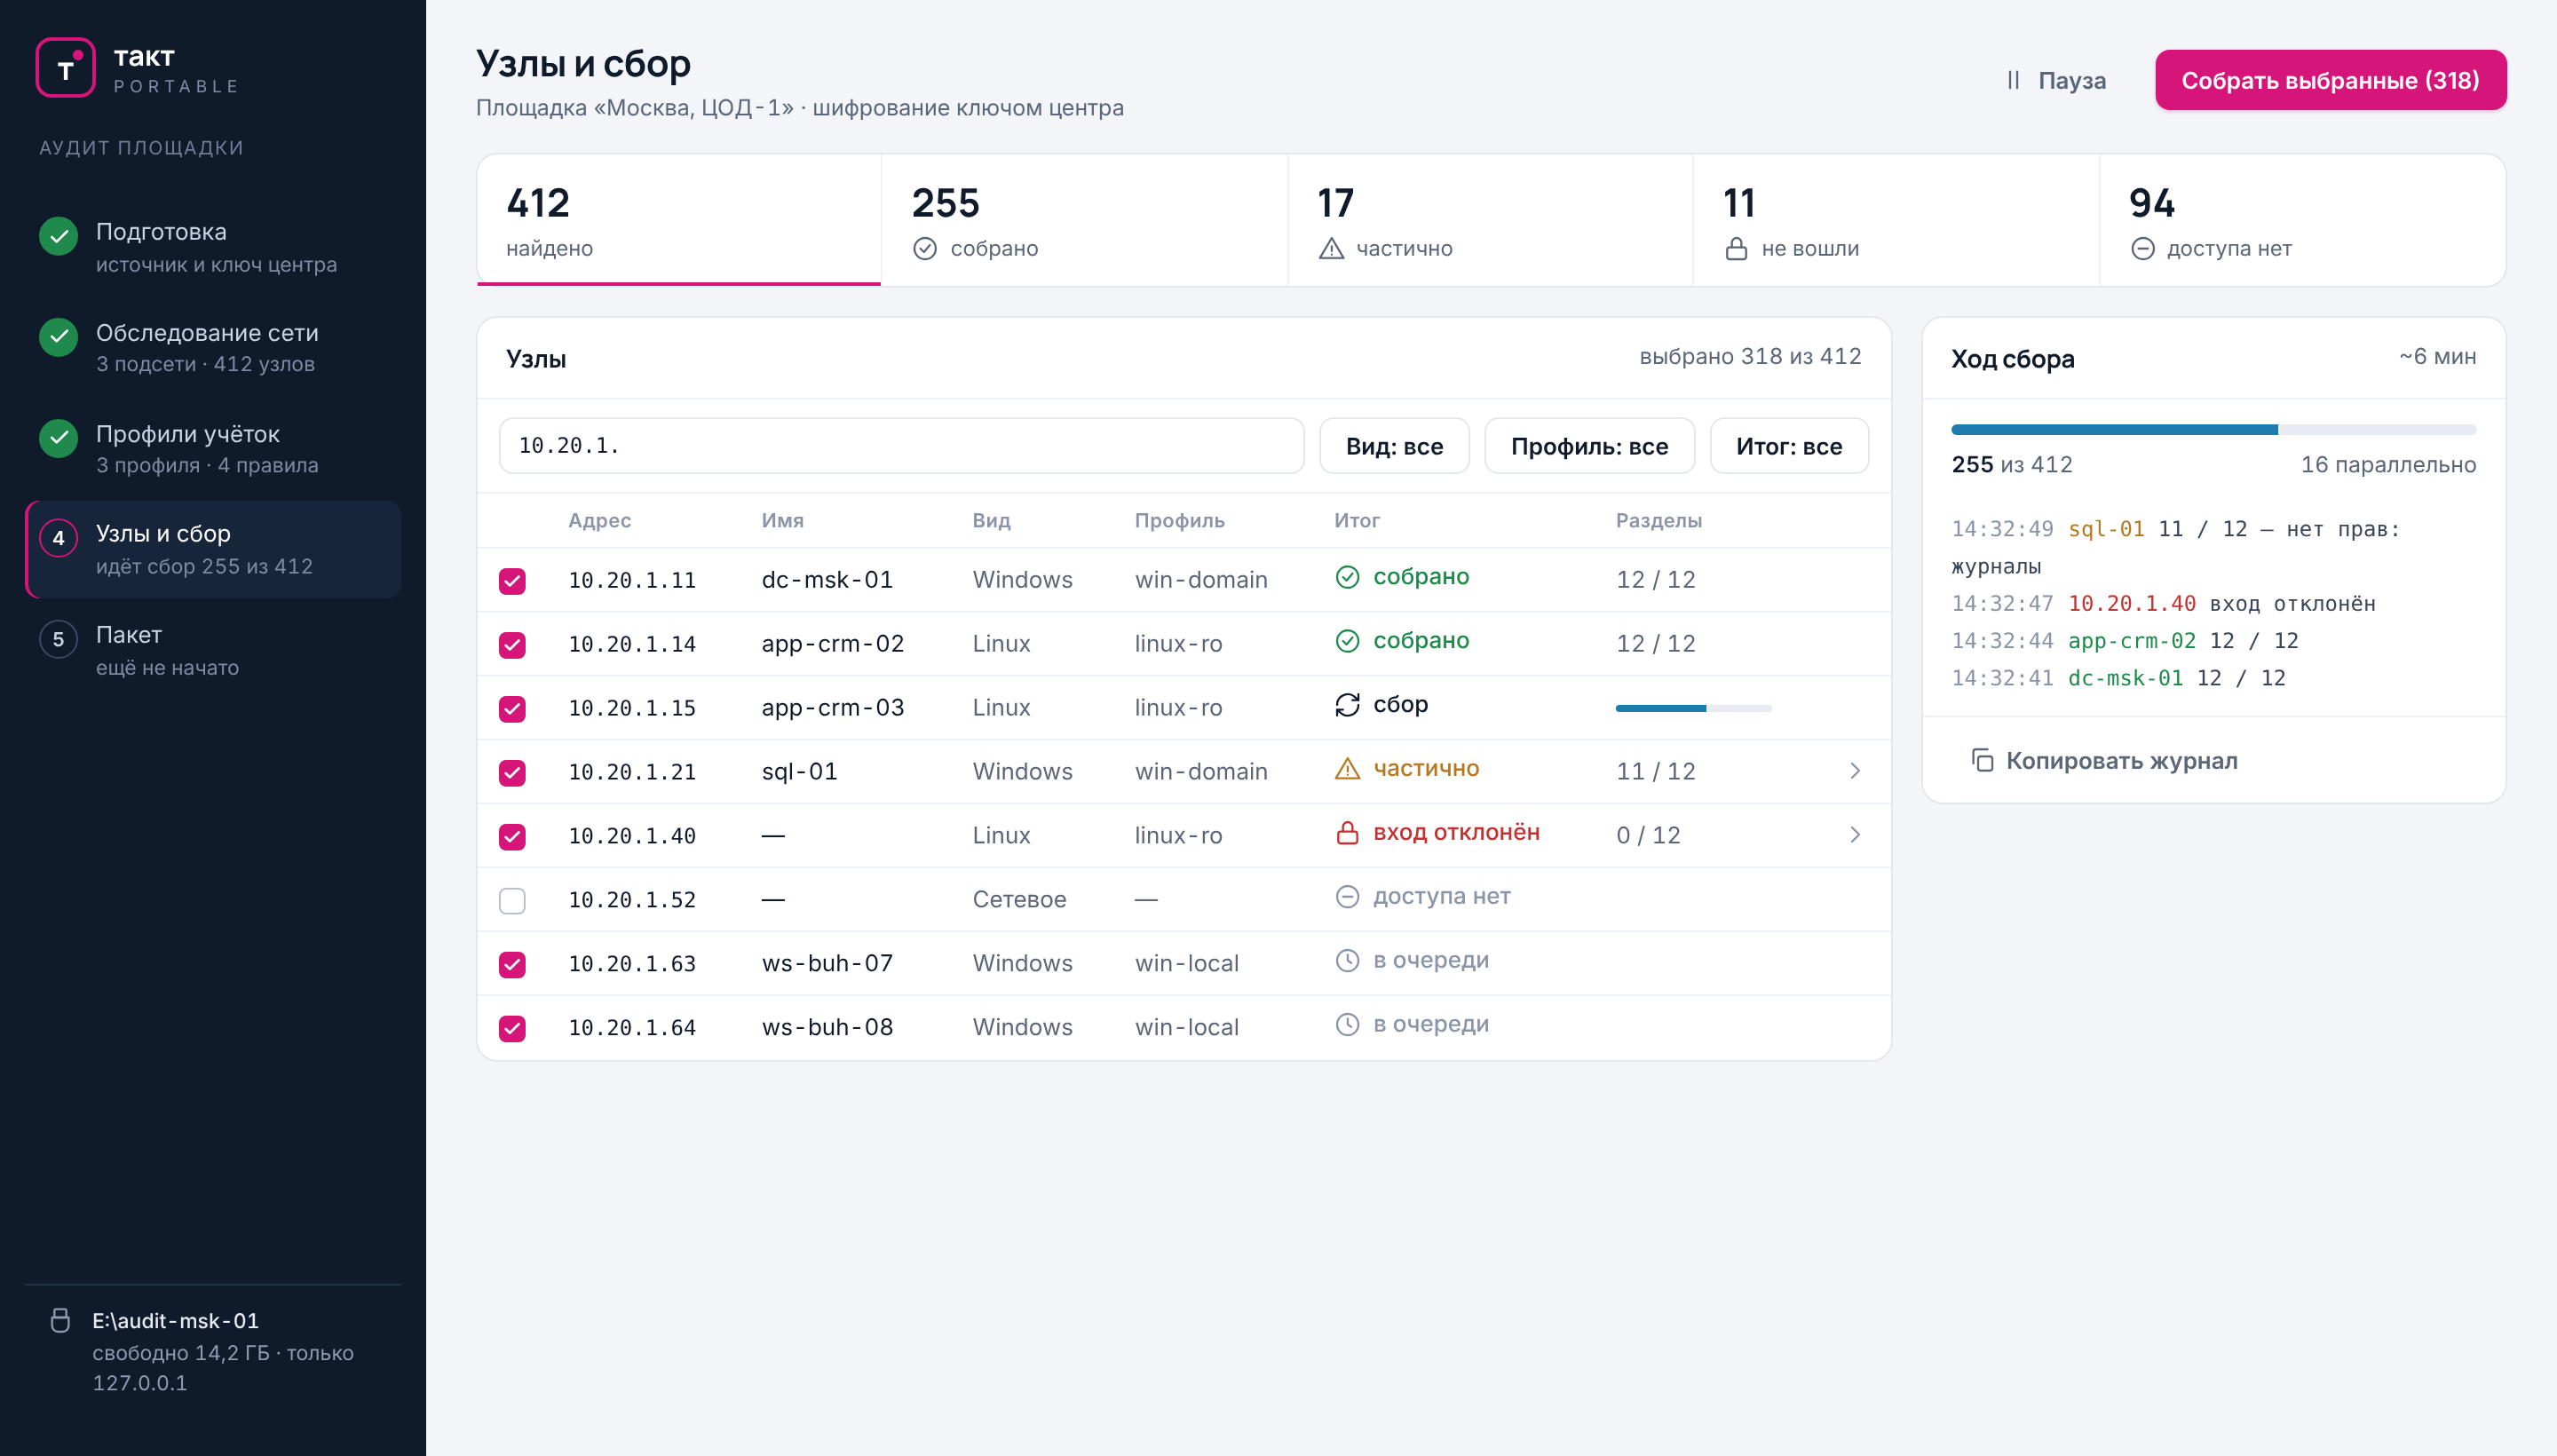 т
такт
PORTABLE
АУДИТ ПЛОЩАДКИ
Подготовка
источник и ключ центра
Обследование сети
3 подсети · 412 узлов
Профили учёток
3 профиля · 4 правила
4
Узлы и сбор
идёт сбор 255 из 412
5
Пакет
ещё не начато
E:\audit-msk-01
свободно 14,2 ГБ · только
127.0.0.1
Узлы и сбор
Площадка «Москва, ЦОД-1» · шифрование ключом центра
Пауза
Собрать выбранные (318)
412
найдено
255
собрано
17
частично
11
не вошли
94
доступа нет
Узлы
выбрано 318 из 412
10.20.1.
Вид: все
Профиль: все
Итог: все
Адрес Имя Вид Профиль Итог Разделы
10.20.1.11 dc-msk-01 Windows win-domain собрано 12 / 12
10.20.1.14 app-crm-02 Linux linux-ro собрано 12 / 12
10.20.1.15 app-crm-03 Linux linux-ro сбор
10.20.1.21 sql-01 Windows win-domain частично 11 / 12
10.20.1.40 — Linux linux-ro вход отклонён 0 / 12
10.20.1.52 — Сетевое — доступа нет
10.20.1.63 ws-buh-07 Windows win-local в очереди
10.20.1.64 ws-buh-08 Windows win-local в очереди
Ход сбора
~6 мин
255 из 412
16 параллельно
14:32:49 sql-01 11 / 12 — нет прав:
журналы
14:32:47 10.20.1.40 вход отклонён
14:32:44 app-crm-02 12 / 12
14:32:41 dc-msk-01 12 / 12
Копировать журнал